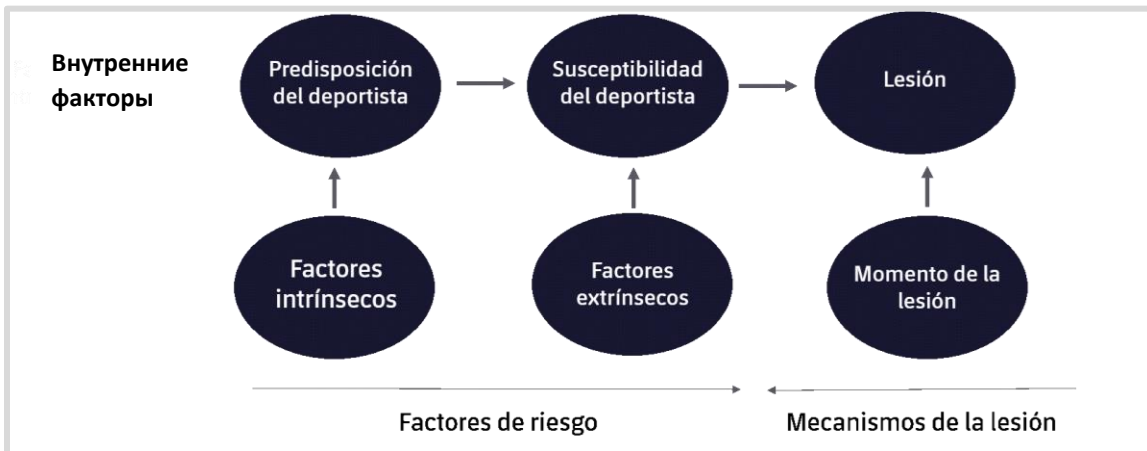 Внутренние
факторы
Predisposición
del deportista
Susceptibilidad
del deportista
Lesión
Factores
intrínsecos
Factores
extrínsecos
Momento de la
lesión
Factores de riesgo
Mecanismos de la lesión